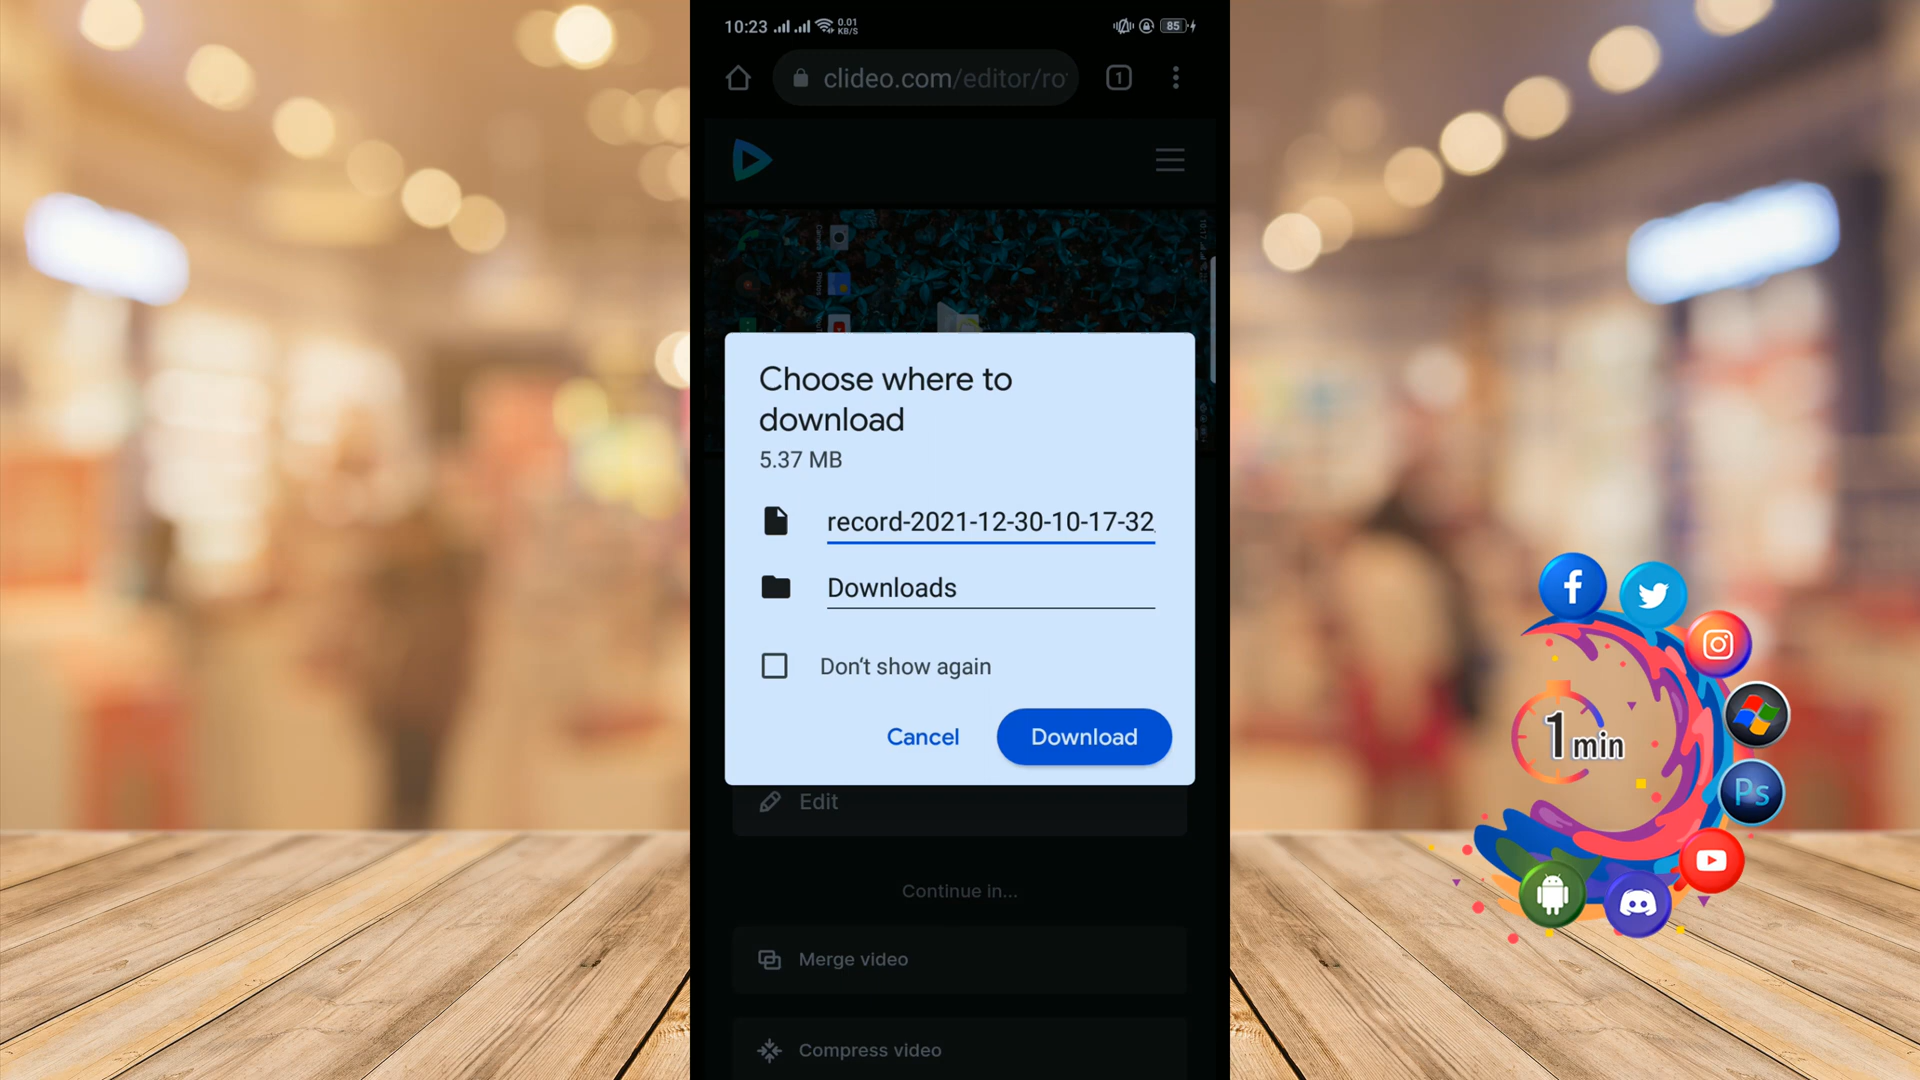 10:23
0.01
KB/S
85
clideo.com/editor/ro
1
Choose where to
download
5.37 MB
record-2021-12-30-10-17-32
Downloads
Don't show again
Cancel
Download
Edit
Continue in...
Merge video
Compress video
1 min
Ps